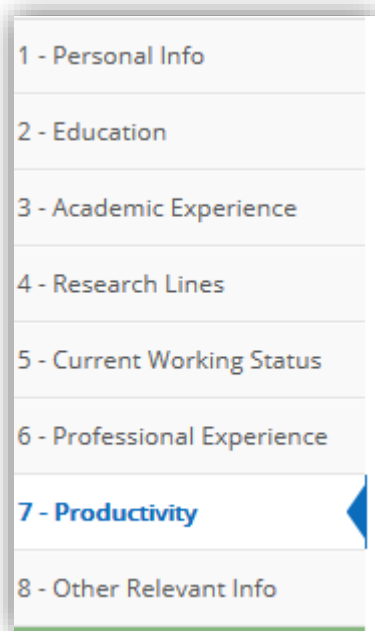 1 - Personal Info
2 - Education
3 - Academic Experience
4 - Research Lines
5 - Current Working Status
6 - Professional Experience
7 - Productivity
8 - Other Relevant Info